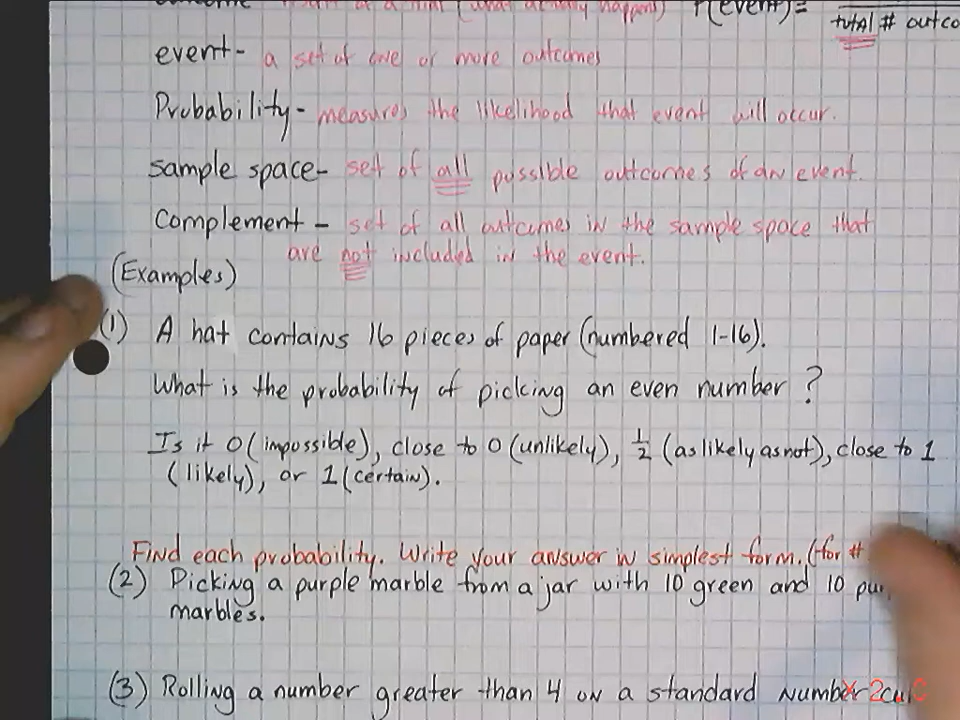 of a (what actually happens) P(event) =
total # outco
event - a set of one or more outcomes
Probability - measures the likelihood that event will occur.
sample space - set of all possible outcomes of an event.
Complement - set of all outcomes in the sample space that
are not included in the event.
(Examples)
(1) A hat contains 16 pieces of paper (numbered 1-16).
What is the probability of picking an even number?
Is it 0 (impossible), close to 0 (unlikely), 1/2 (as likely as not), close to 1
(likely), or 1 (certain).
Find each probability. Write your answer in simplest form. (for #
(2) Picking a purple marble from a jar with 10 green and 10 pur
marbles.
(3) Rolling a number greater than 4 on a standard number cu